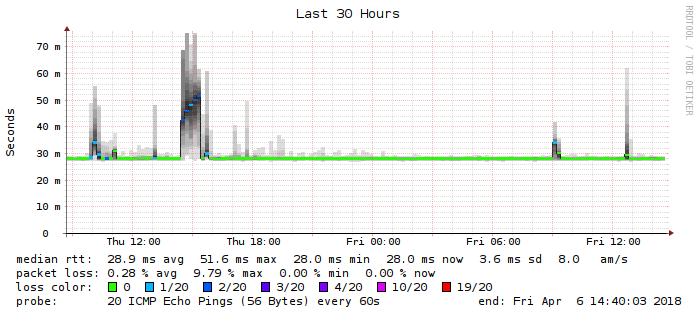 Last 30 Hours
RRDTOOL / TOBI OETIKER
Seconds
70 m
60 m
50 m
40 m
30 m
20 m
10 m
0
Thu 12:00 Thu 18:00 Fri 00:00 Fri 06:00 Fri 12:00
median rtt: 28.9 ms avg 51.6 ms max 28.0 ms min 28.0 ms now 3.6 ms sd 8.0 am/s
packet loss: 0.28 % avg 9.79 % max 0.00 % min 0.00 % now
loss color: 0 1/20 2/20 3/20 4/20 10/20 19/20
probe: 20 ICMP Echo Pings (56 Bytes) every 60s end: Fri Apr 6 14:40:03 2018